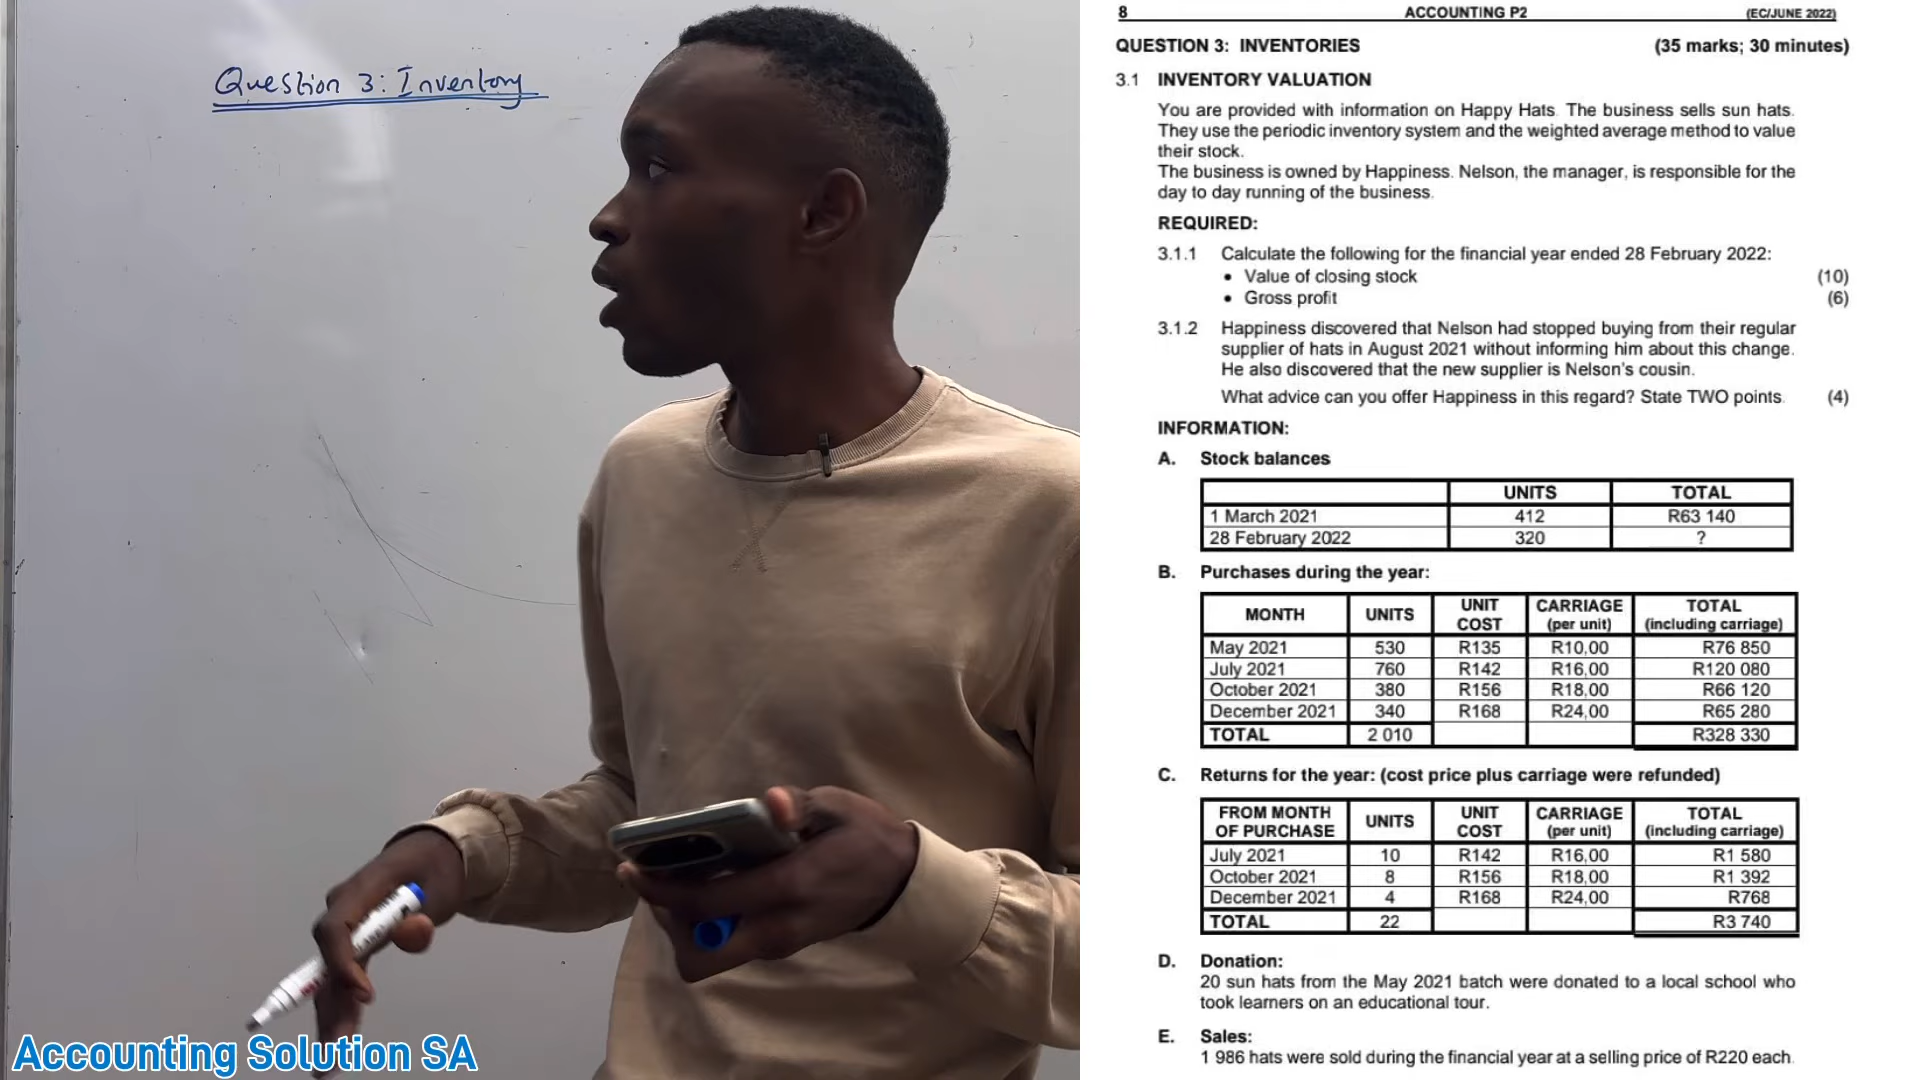 Question 3: Inventory
Accounting Solution SA
8 ACCOUNTING P2 (EC/JUNE 2022)
QUESTION 3: INVENTORIES (35 marks; 30 minutes)
3.1 INVENTORY VALUATION
You are provided with information on Happy Hats. The business sells sun hats.
They use the periodic inventory system and the weighted average method to value
their stock.
The business is owned by Happiness. Nelson, the manager, is responsible for the
day to day running of the business.
REQUIRED:
3.1.1 Calculate the following for the financial year ended 28 February 2022:
• Value of closing stock (10)
• Gross profit (6)
3.1.2 Happiness discovered that Nelson had stopped buying from their regular
supplier of hats in August 2021 without informing him about this change.
He also discovered that the new supplier is Nelson's cousin.
What advice can you offer Happiness in this regard? State TWO points. (4)
INFORMATION:
A. Stock balances
UNITS TOTAL
1 March 2021 412 R63 140
28 February 2022 320 ?
B. Purchases during the year:
MONTH UNITS UNIT COST CARRIAGE (per unit) TOTAL (including carriage)
May 2021 530 R135 R10,00 R76 850
July 2021 760 R142 R16,00 R120 080
October 2021 380 R156 R18,00 R66 120
December 2021 340 R168 R24,00 R65 280
TOTAL 2 010 R328 330
C. Returns for the year: (cost price plus carriage were refunded)
FROM MONTH OF PURCHASE UNITS UNIT COST CARRIAGE (per unit) TOTAL (including carriage)
July 2021 10 R142 R16,00 R1 580
October 2021 8 R156 R18,00 R1 392
December 2021 4 R168 R24,00 R768
TOTAL 22 R3 740
D. Donation:
20 sun hats from the May 2021 batch were donated to a local school who
took learners on an educational tour.
E. Sales:
1 986 hats were sold during the financial year at a selling price of R220 each.